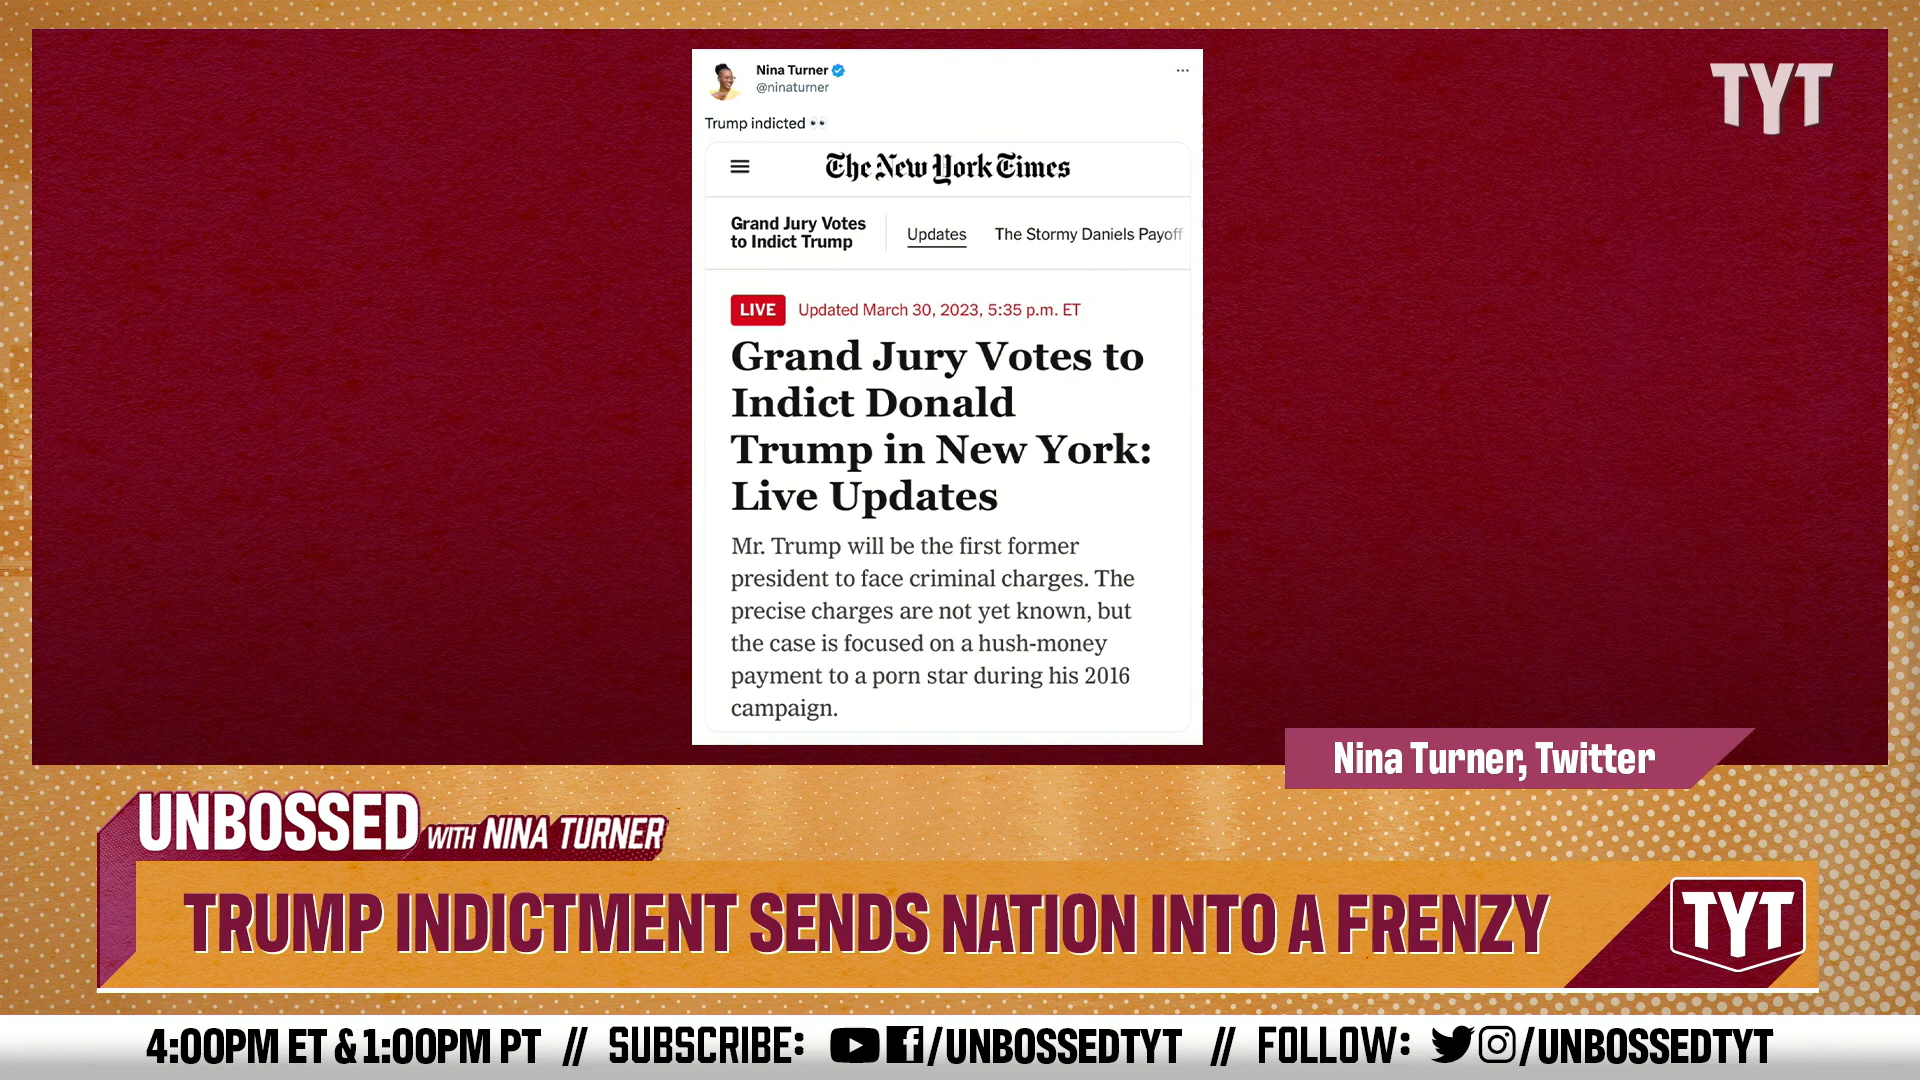 Nina Turner
@ninaturner
TYT
Trump indicted 👀
The New York Times
Grand Jury Votes
to Indict Trump
Updates
The Stormy Daniels Payoff
LIVE Updated March 30, 2023, 5:35 p.m. ET
Grand Jury Votes to
Indict Donald
Trump in New York:
Live Updates
Mr. Trump will be the first former
president to face criminal charges. The
precise charges are not yet known, but
the case is focused on a hush-money
payment to a porn star during his 2016
campaign.
Nina Turner, Twitter
UNBOSSED WITH NINA TURNER
TRUMP INDICTMENT SENDS NATION INTO A FRENZY
TYT
4:00PM ET & 1:00PM PT // SUBSCRIBE: /UNBOSSEDTYT // FOLLOW: /UNBOSSEDTYT